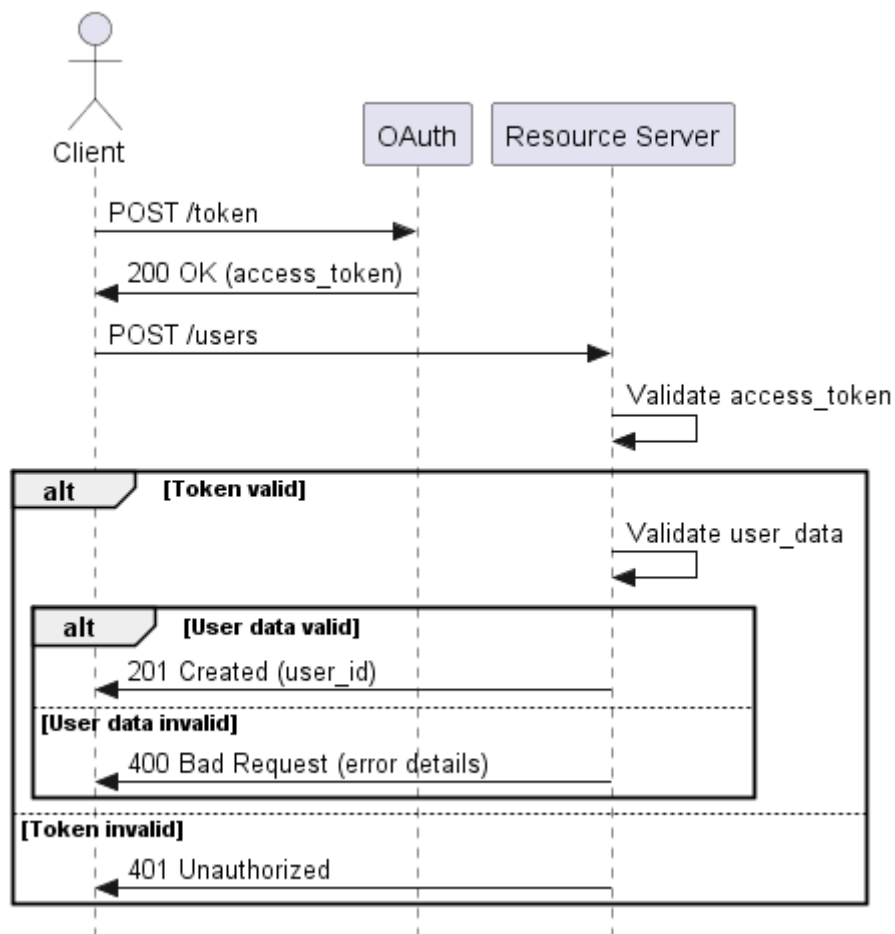 Client
OAuth
Resource Server
POST /token
200 OK (access_token)
POST /users
Validate access_token
alt [Token valid]
Validate user_data
alt [User data valid]
201 Created (user_id)
[User data invalid]
400 Bad Request (error details)
[Token invalid]
401 Unauthorized